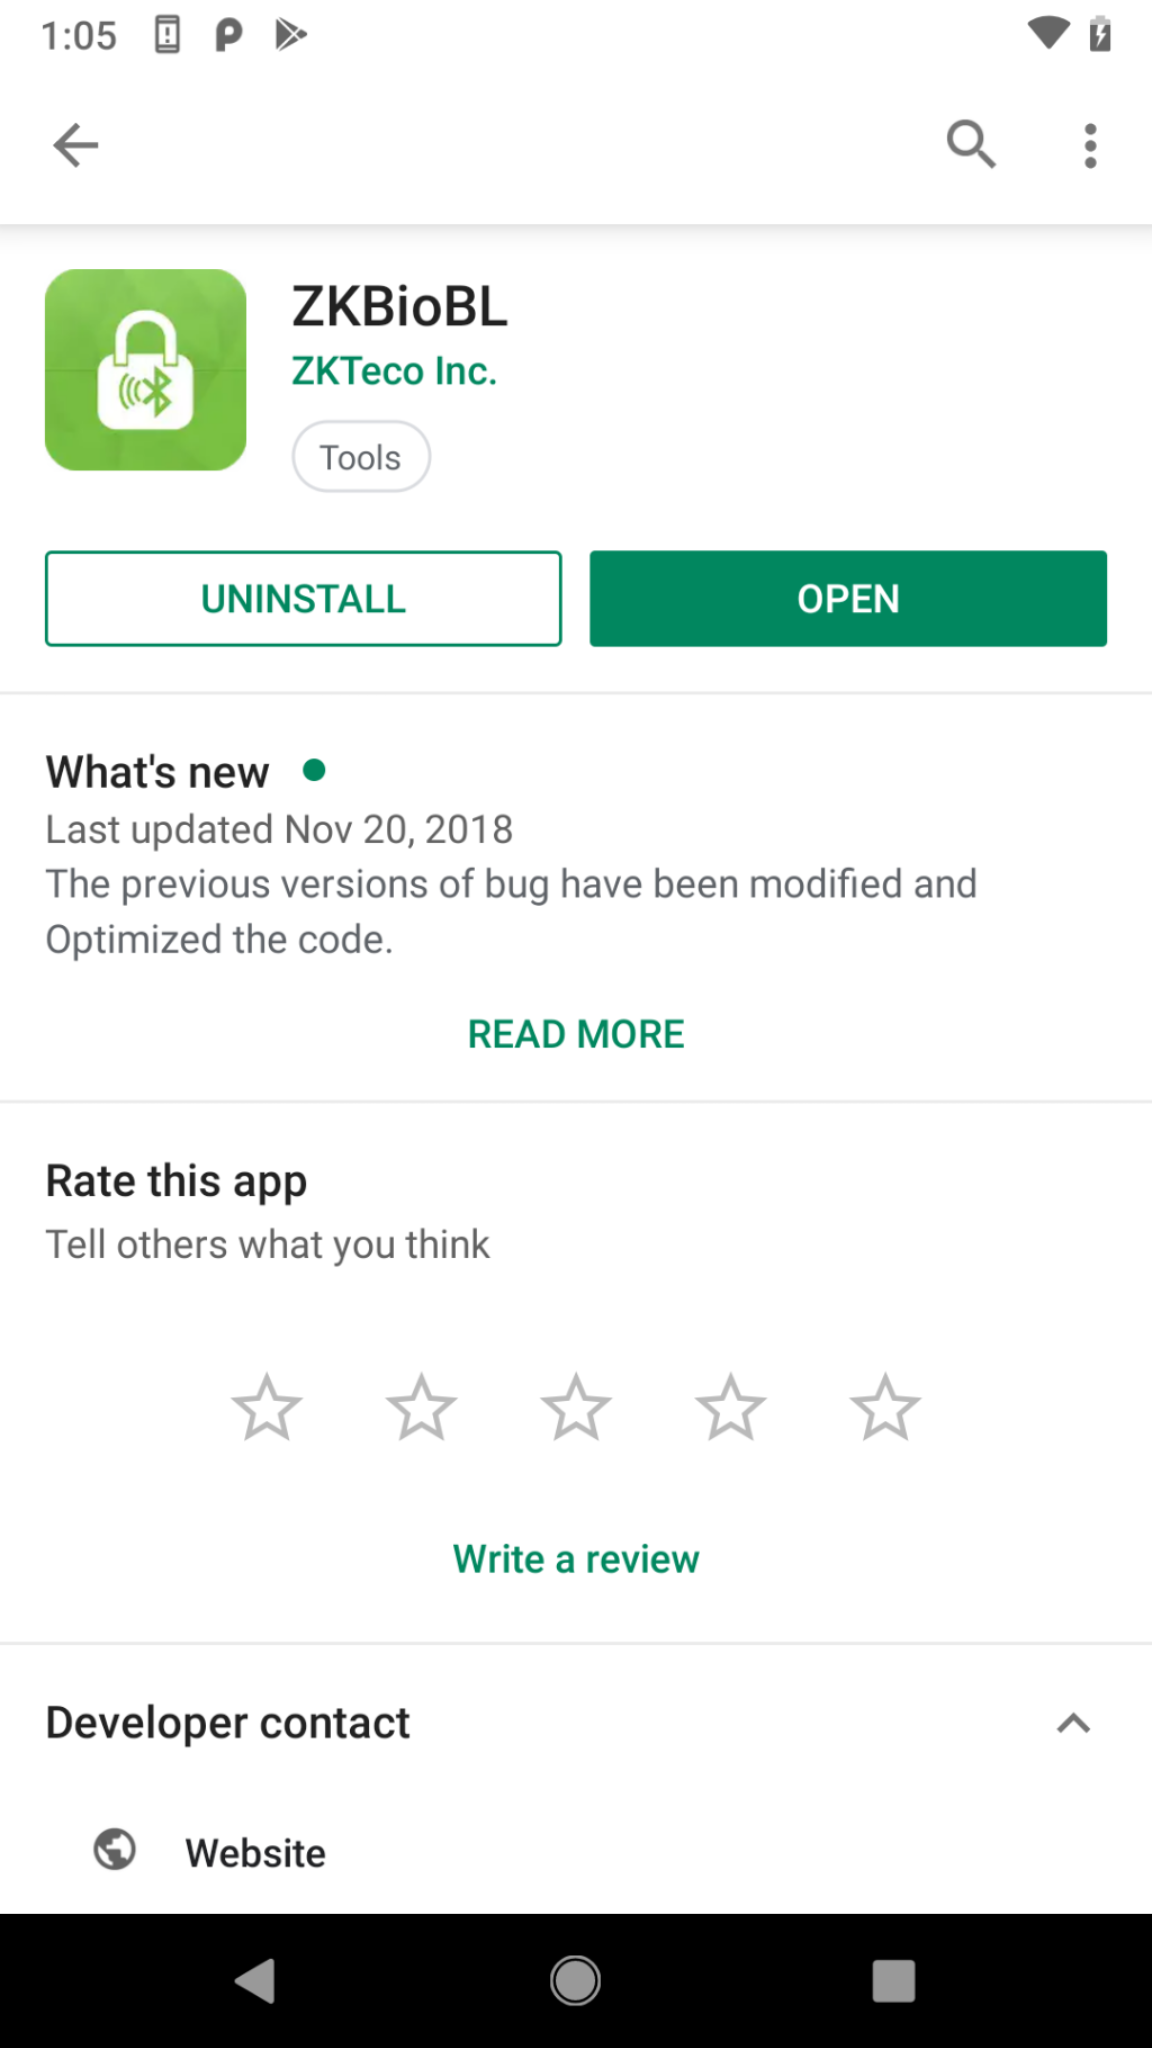 1:05
ZKBioBL
ZKTeco Inc.
Tools
UNINSTALL
OPEN
What's new
Last updated Nov 20, 2018
The previous versions of bug have been modified and
Optimized the code.
READ MORE
Rate this app
Tell others what you think
Write a review
Developer contact
Website